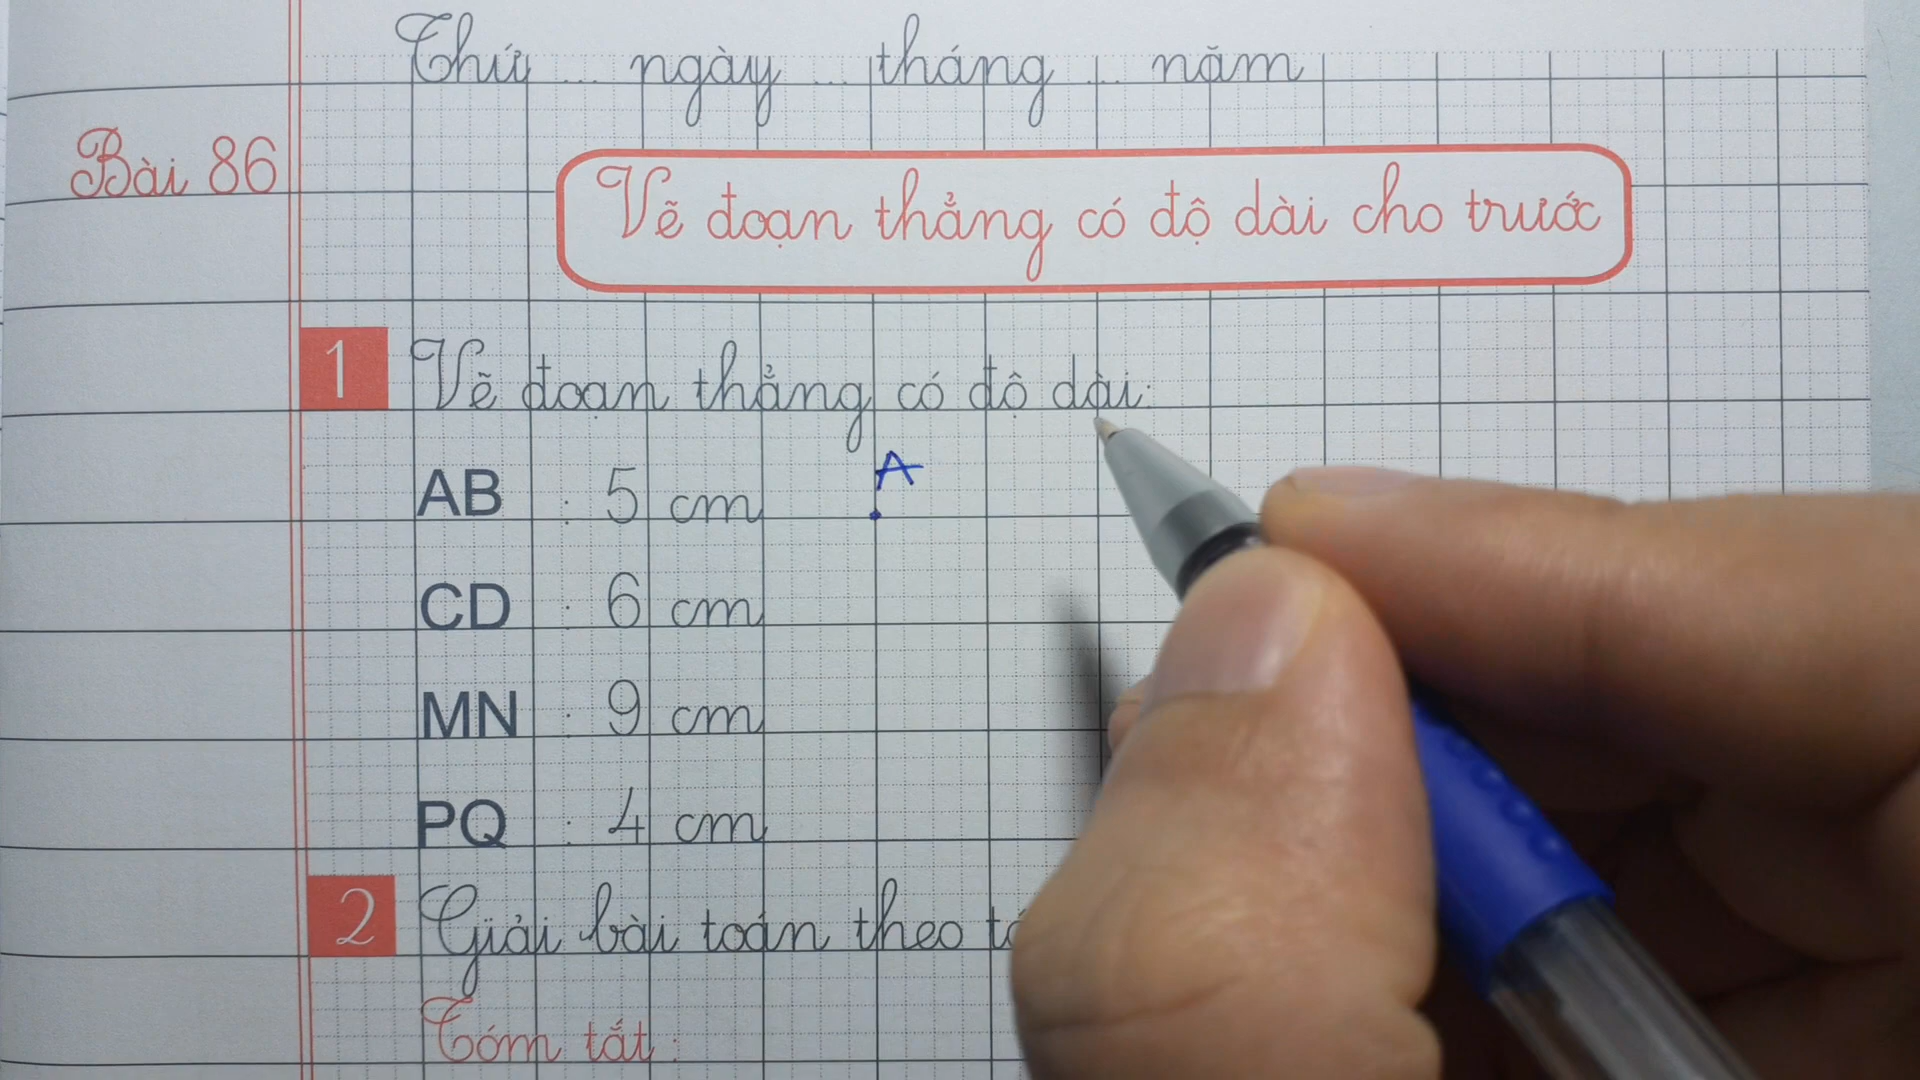 Thứ ... ngày ... tháng ... năm
Bài 86
Vẽ đoạn thẳng có độ dài cho trước
1 Vẽ đoạn thẳng có độ dài:
A
AB : 5 cm
CD : 6 cm
MN : 9 cm
PQ : 4 cm
2 Giải bài toán theo
Tóm tắt :